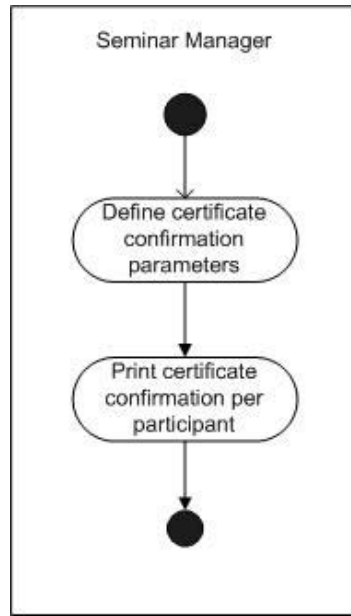 Seminar Manager
Define certificate
confirmation
parameters
Print certificate
confirmation per
participant